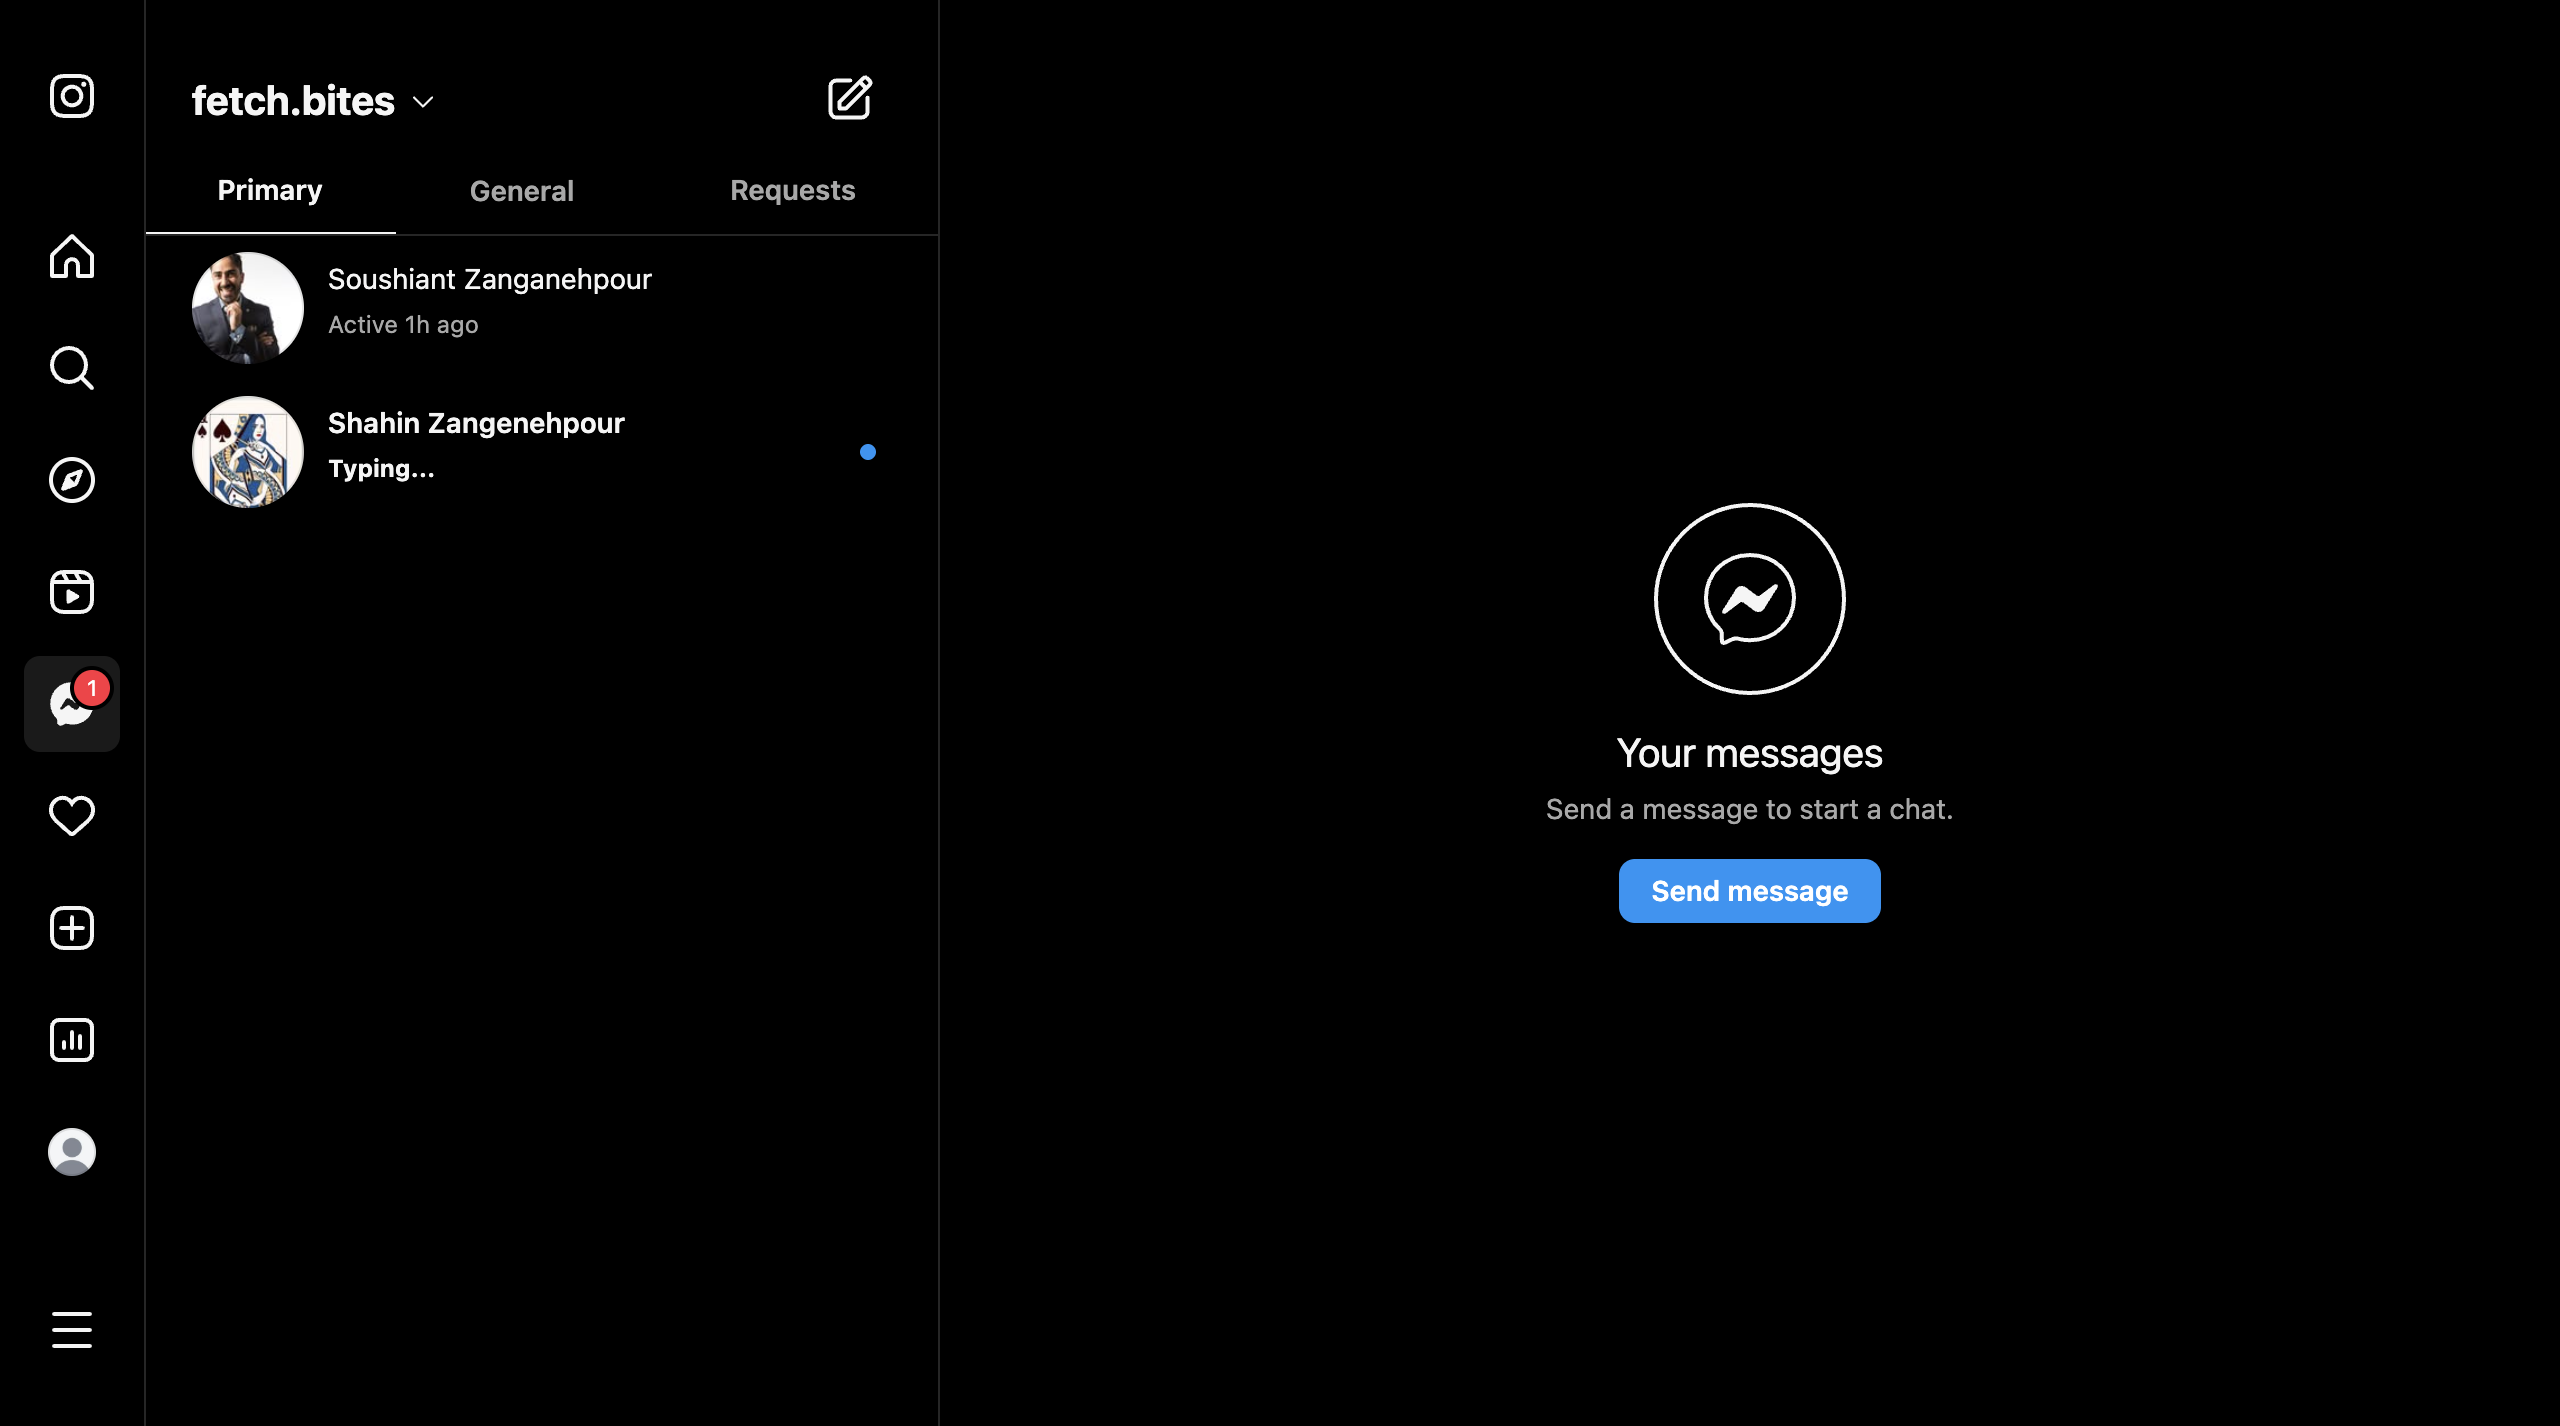 fetch.bites
Primary
General
Requests
Soushiant Zanganehpour
Active 1h ago
Shahin Zangenehpour
Typing...
1
Your messages
Send a message to start a chat.
Send message